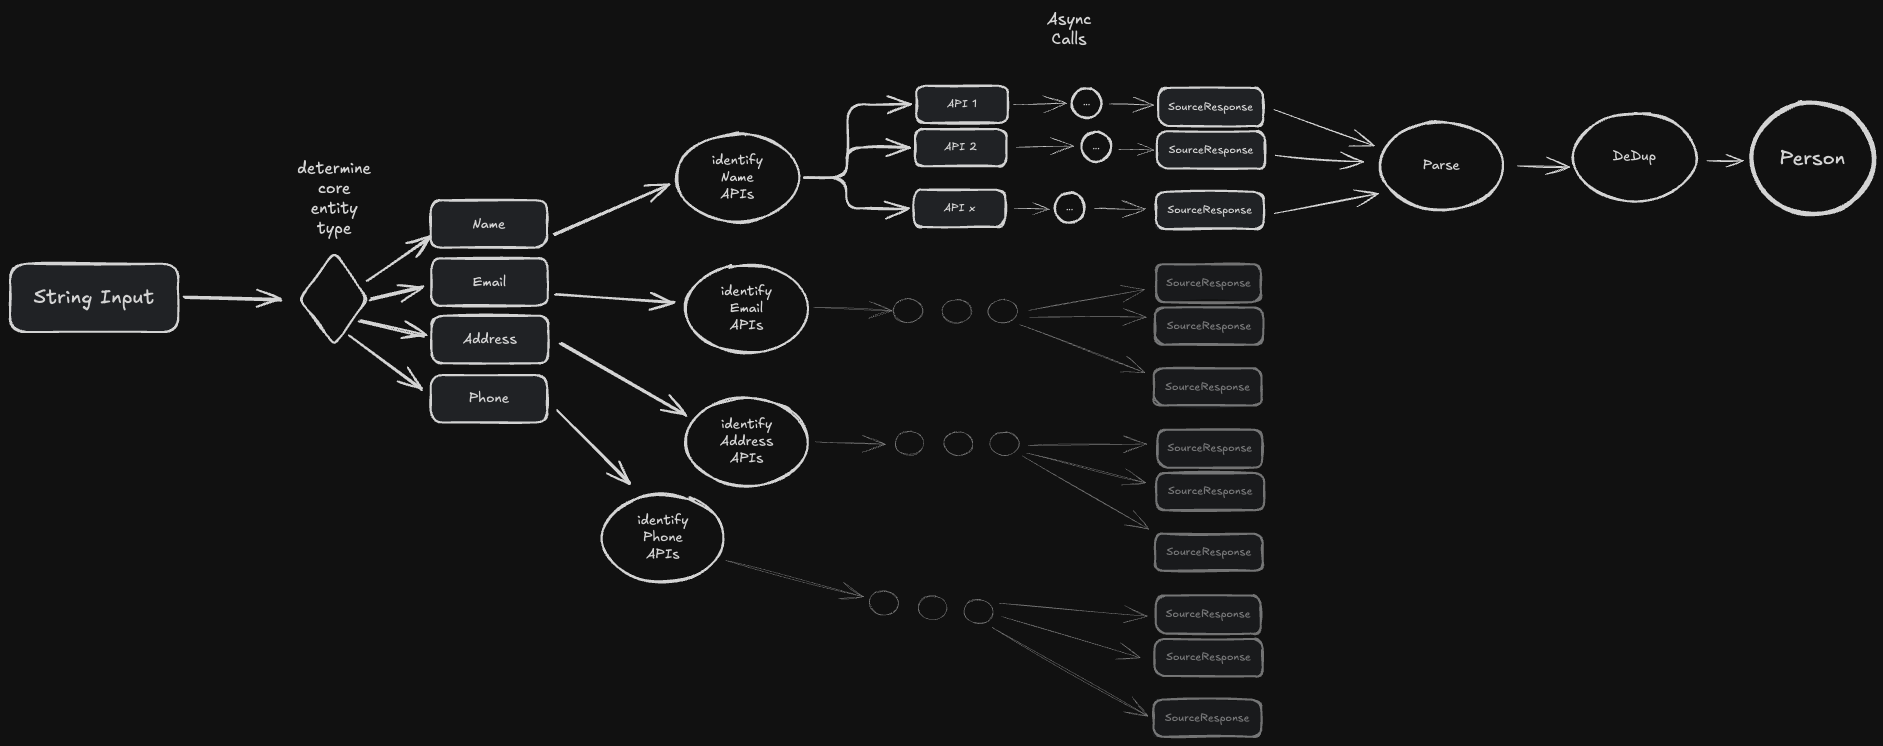 Async
Calls
determine
core
entity
type
String Input
Name
Email
Address
Phone
identify
Name
APIs
identify
Email
APIs
identify
Address
APIs
identify
Phone
APIs
API 1
...
SourceResponse
API 2
...
SourceResponse
API x
...
SourceResponse
Parse
DeDup
Person
SourceResponse
SourceResponse
SourceResponse
SourceResponse
SourceResponse
SourceResponse
SourceResponse
SourceResponse
SourceResponse